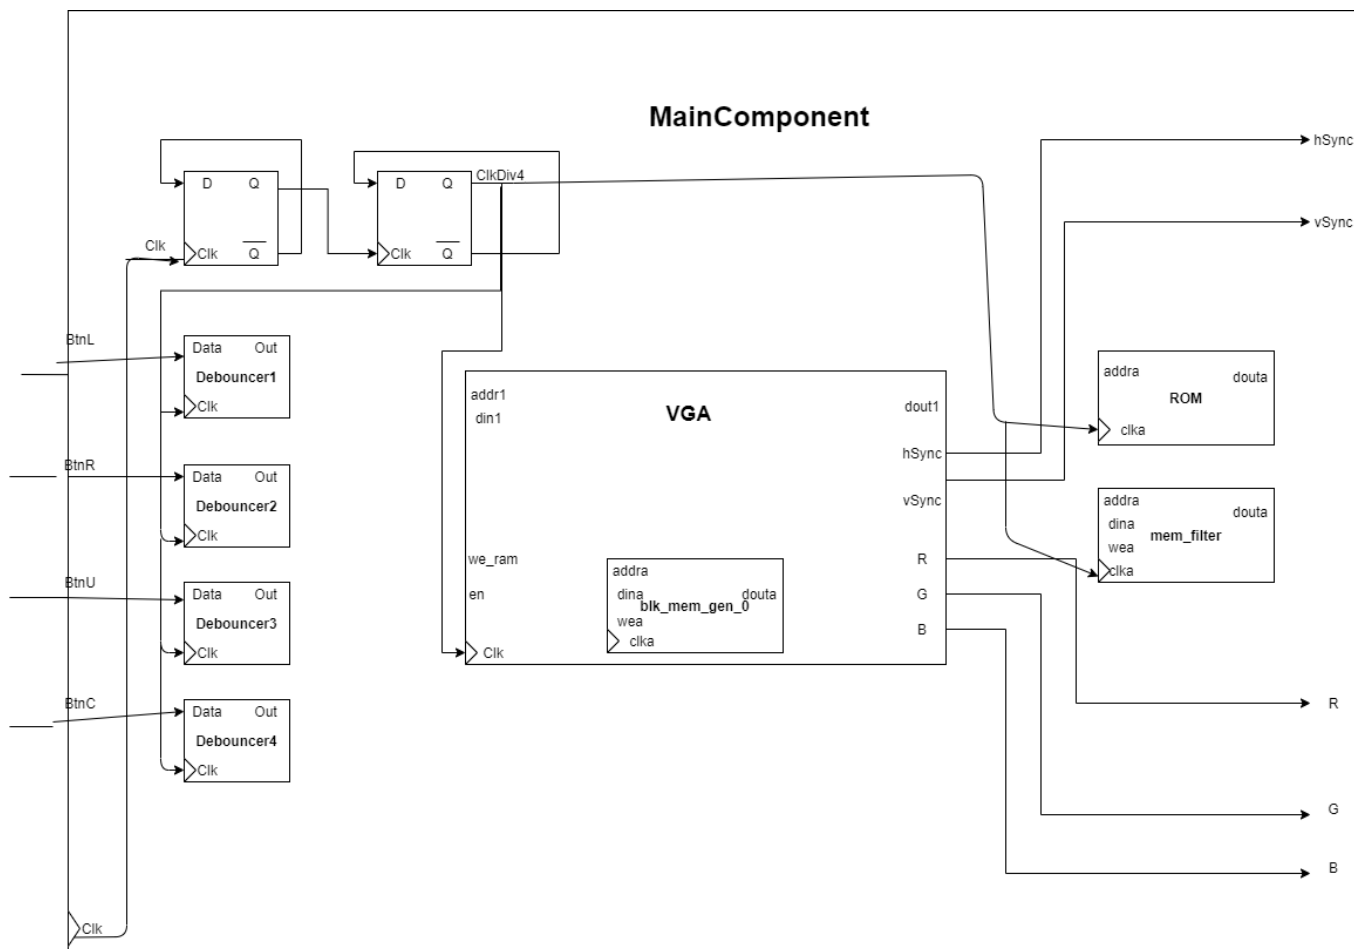 MainComponent
hSync
vSync
D Q
Clk Q
Clk
D Q
Clk Q
ClkDiv4
BtnL
Data Out
Debouncer1
Clk
BtnR
Data Out
Debouncer2
Clk
BtnU
Data Out
Debouncer3
Clk
BtnC
Data Out
Debouncer4
Clk
Clk
addr1
din1
VGA
dout1
hSync
vSync
we_ram
en
Clk
R
G
B
addra
dina douta
blk_mem_gen_0
wea
clka
addra
douta
ROM
clka
addra
douta
dina
mem_filter
wea
clka
R
G
B